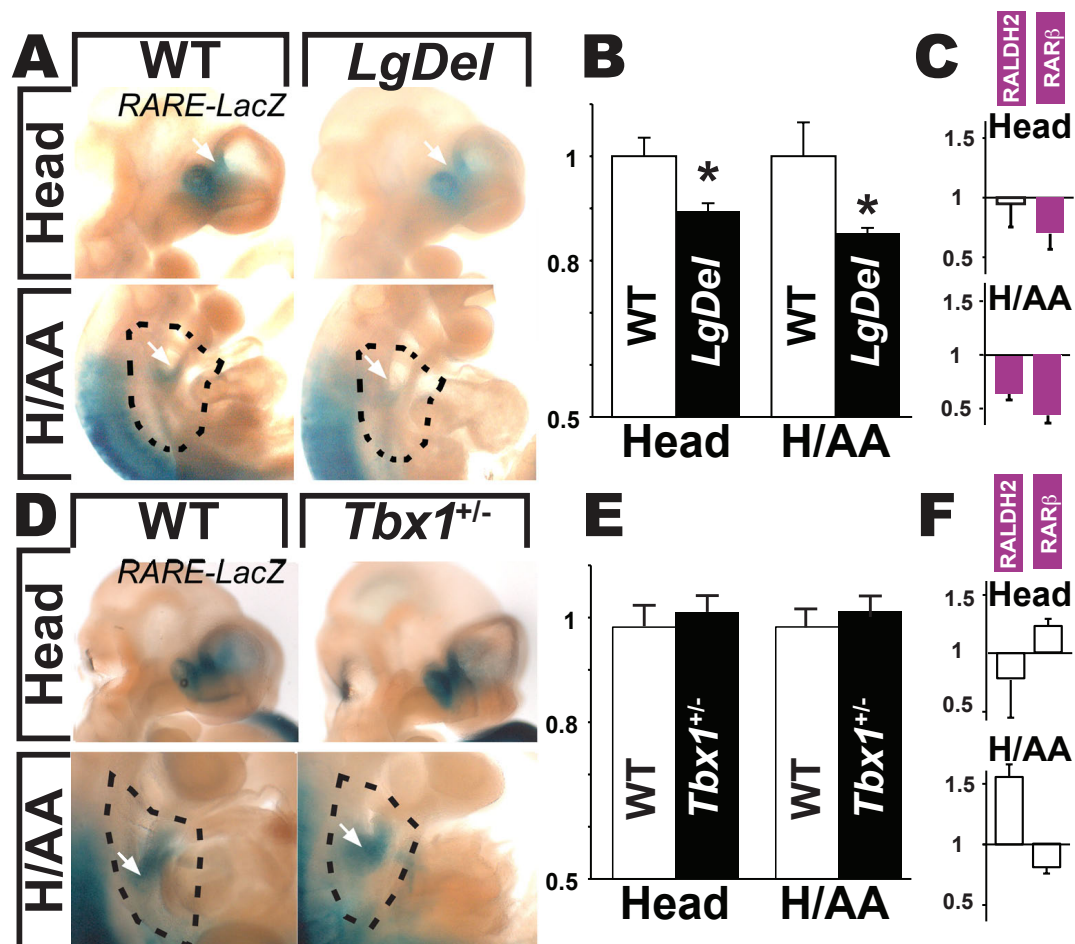 A
WT
LgDel
Head
RARE-LacZ
H/AA
B
1
0.8
0.5
WT
*
LgDel
WT
*
LgDel
Head
H/AA
C
RALDH2
RARβ
Head
1.5
1
0.5
H/AA
1.5
1
0.5
D
WT
Tbx1+/-
Head
RARE-LacZ
H/AA
E
1
0.8
0.5
WT
Tbx1+/-
WT
Tbx1+/-
Head
H/AA
F
RALDH2
RARβ
Head
1.5
1
0.5
H/AA
1.5
1
0.5